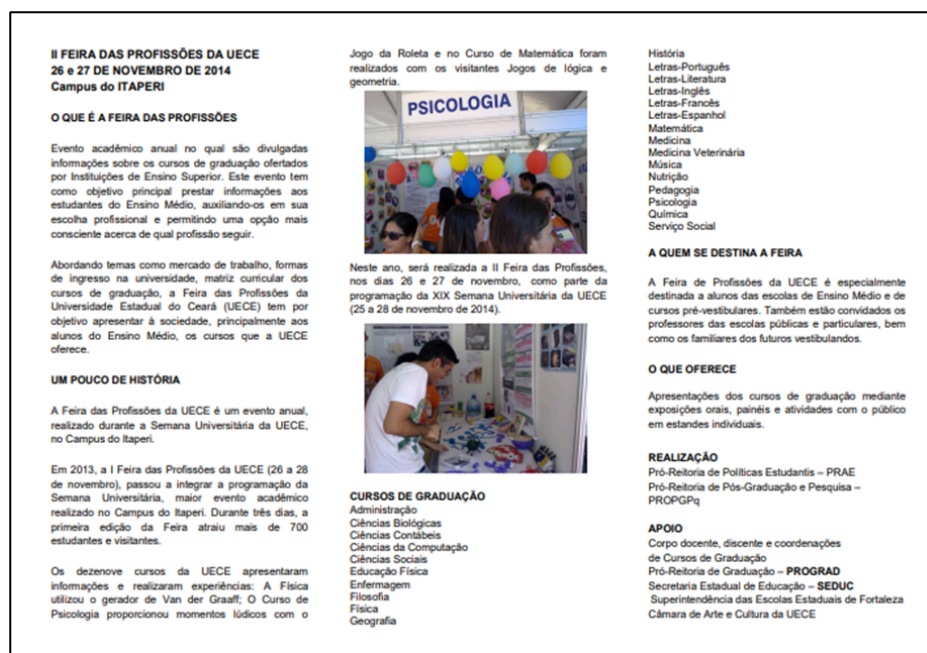 II FEIRA DAS PROFISSÕES DA UECE
26 e 27 DE NOVEMBRO DE 2014
Campus do ITAPERI
O QUE É A FEIRA DAS PROFISSÕES
Evento acadêmico anual no qual são divulgadas
informações sobre os cursos de graduação ofertados
por Instituições de Ensino Superior. Este evento tem
como objetivo principal prestar informações aos
estudantes do Ensino Médio, auxiliando-os em sua
escolha profissional e permitindo uma opção mais
consciente acerca de qual profissão seguir.
Abordando temas como mercado de trabalho, formas
de ingresso na universidade, matriz curricular dos
cursos de graduação, a Feira das Profissões da
Universidade Estadual do Ceará (UECE) tem por
objetivo apresentar à sociedade, principalmente aos
alunos do Ensino Médio, os cursos que a UECE
oferece.
UM POUCO DE HISTÓRIA
A Feira das Profissões da UECE é um evento anual,
realizado durante a Semana Universitária da UECE,
no Campus do Itaperi.
Em 2013, a I Feira das Profissões da UECE (26 a 28
de novembro), passou a integrar a programação da
Semana Universitária, maior evento acadêmico
realizado no Campus do Itaperi. Durante três dias, a
primeira edição da Feira atraiu mais de 700
estudantes e visitantes.
Os dezenove cursos da UECE apresentaram
informações e realizaram experiências: A Física
utilizou o gerador de Van der Graaff; O Curso de
Psicologia proporcionou momentos lúdicos com o
Jogo da Roleta e no Curso de Matemática foram
realizados com os visitantes Jogos de lógica e
geometria.
PSICOLOGIA
Neste ano, será realizada a II Feira das Profissões,
nos dias 26 e 27 de novembro, como parte da
programação da XIX Semana Universitária da UECE
(25 a 28 de novembro de 2014).
CURSOS DE GRADUAÇÃO
Administração
Ciências Biológicas
Ciências Contábeis
Ciências da Computação
Ciências Sociais
Educação Física
Enfermagem
Filosofia
Física
Geografia
História
Letras-Português
Letras-Literatura
Letras-Inglês
Letras-Francês
Letras-Espanhol
Matemática
Medicina
Medicina Veterinária
Música
Nutrição
Pedagogia
Psicologia
Química
Serviço Social
A QUEM SE DESTINA A FEIRA
A Feira de Profissões da UECE é especialmente
destinada a alunos das escolas de Ensino Médio e de
cursos pré-vestibulares. Também estão convidados os
professores das escolas públicas e particulares, bem
como os familiares dos futuros vestibulandos.
O QUE OFERECE
Apresentações dos cursos de graduação mediante
exposições orais, painéis e atividades com o público
em estandes individuais.
REALIZAÇÃO
Pró-Reitoria de Políticas Estudantis – PRAE
Pró-Reitoria de Pós-Graduação e Pesquisa –
PROPGPq
APOIO
Corpo docente, discente e coordenações
de Cursos de Graduação
Pró-Reitoria de Graduação – PROGRAD
Secretaria Estadual de Educação – SEDUC
Superintendência das Escolas Estaduais de Fortaleza
Câmara de Arte e Cultura da UECE